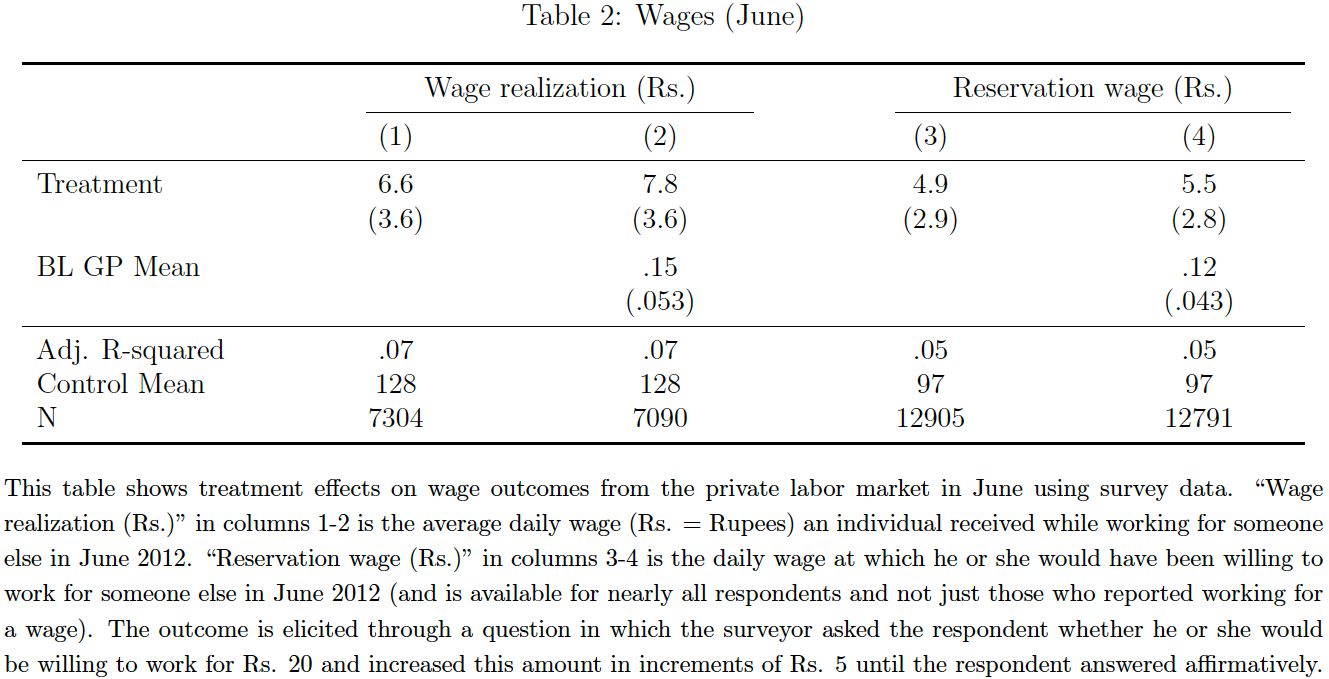 Table 2: Wages (June)
Wage realization (Rs.) Reservation wage (Rs.)
(1) (2) (3) (4)
Treatment 6.6 7.8 4.9 5.5
(3.6) (3.6) (2.9) (2.8)
BL GP Mean .15 .12
(.053) (.043)
Adj. R-squared .07 .07 .05 .05
Control Mean 128 128 97 97
N 7304 7090 12905 12791
This table shows treatment effects on wage outcomes from the private labor market in June using survey data. “Wage
realization (Rs.)” in columns 1-2 is the average daily wage (Rs. = Rupees) an individual received while working for someone
else in June 2012. “Reservation wage (Rs.)” in columns 3-4 is the daily wage at which he or she would have been willing to
work for someone else in June 2012 (and is available for nearly all respondents and not just those who reported working for
a wage). The outcome is elicited through a question in which the surveyor asked the respondent whether he or she would
be willing to work for Rs. 20 and increased this amount in increments of Rs. 5 until the respondent answered affirmatively.